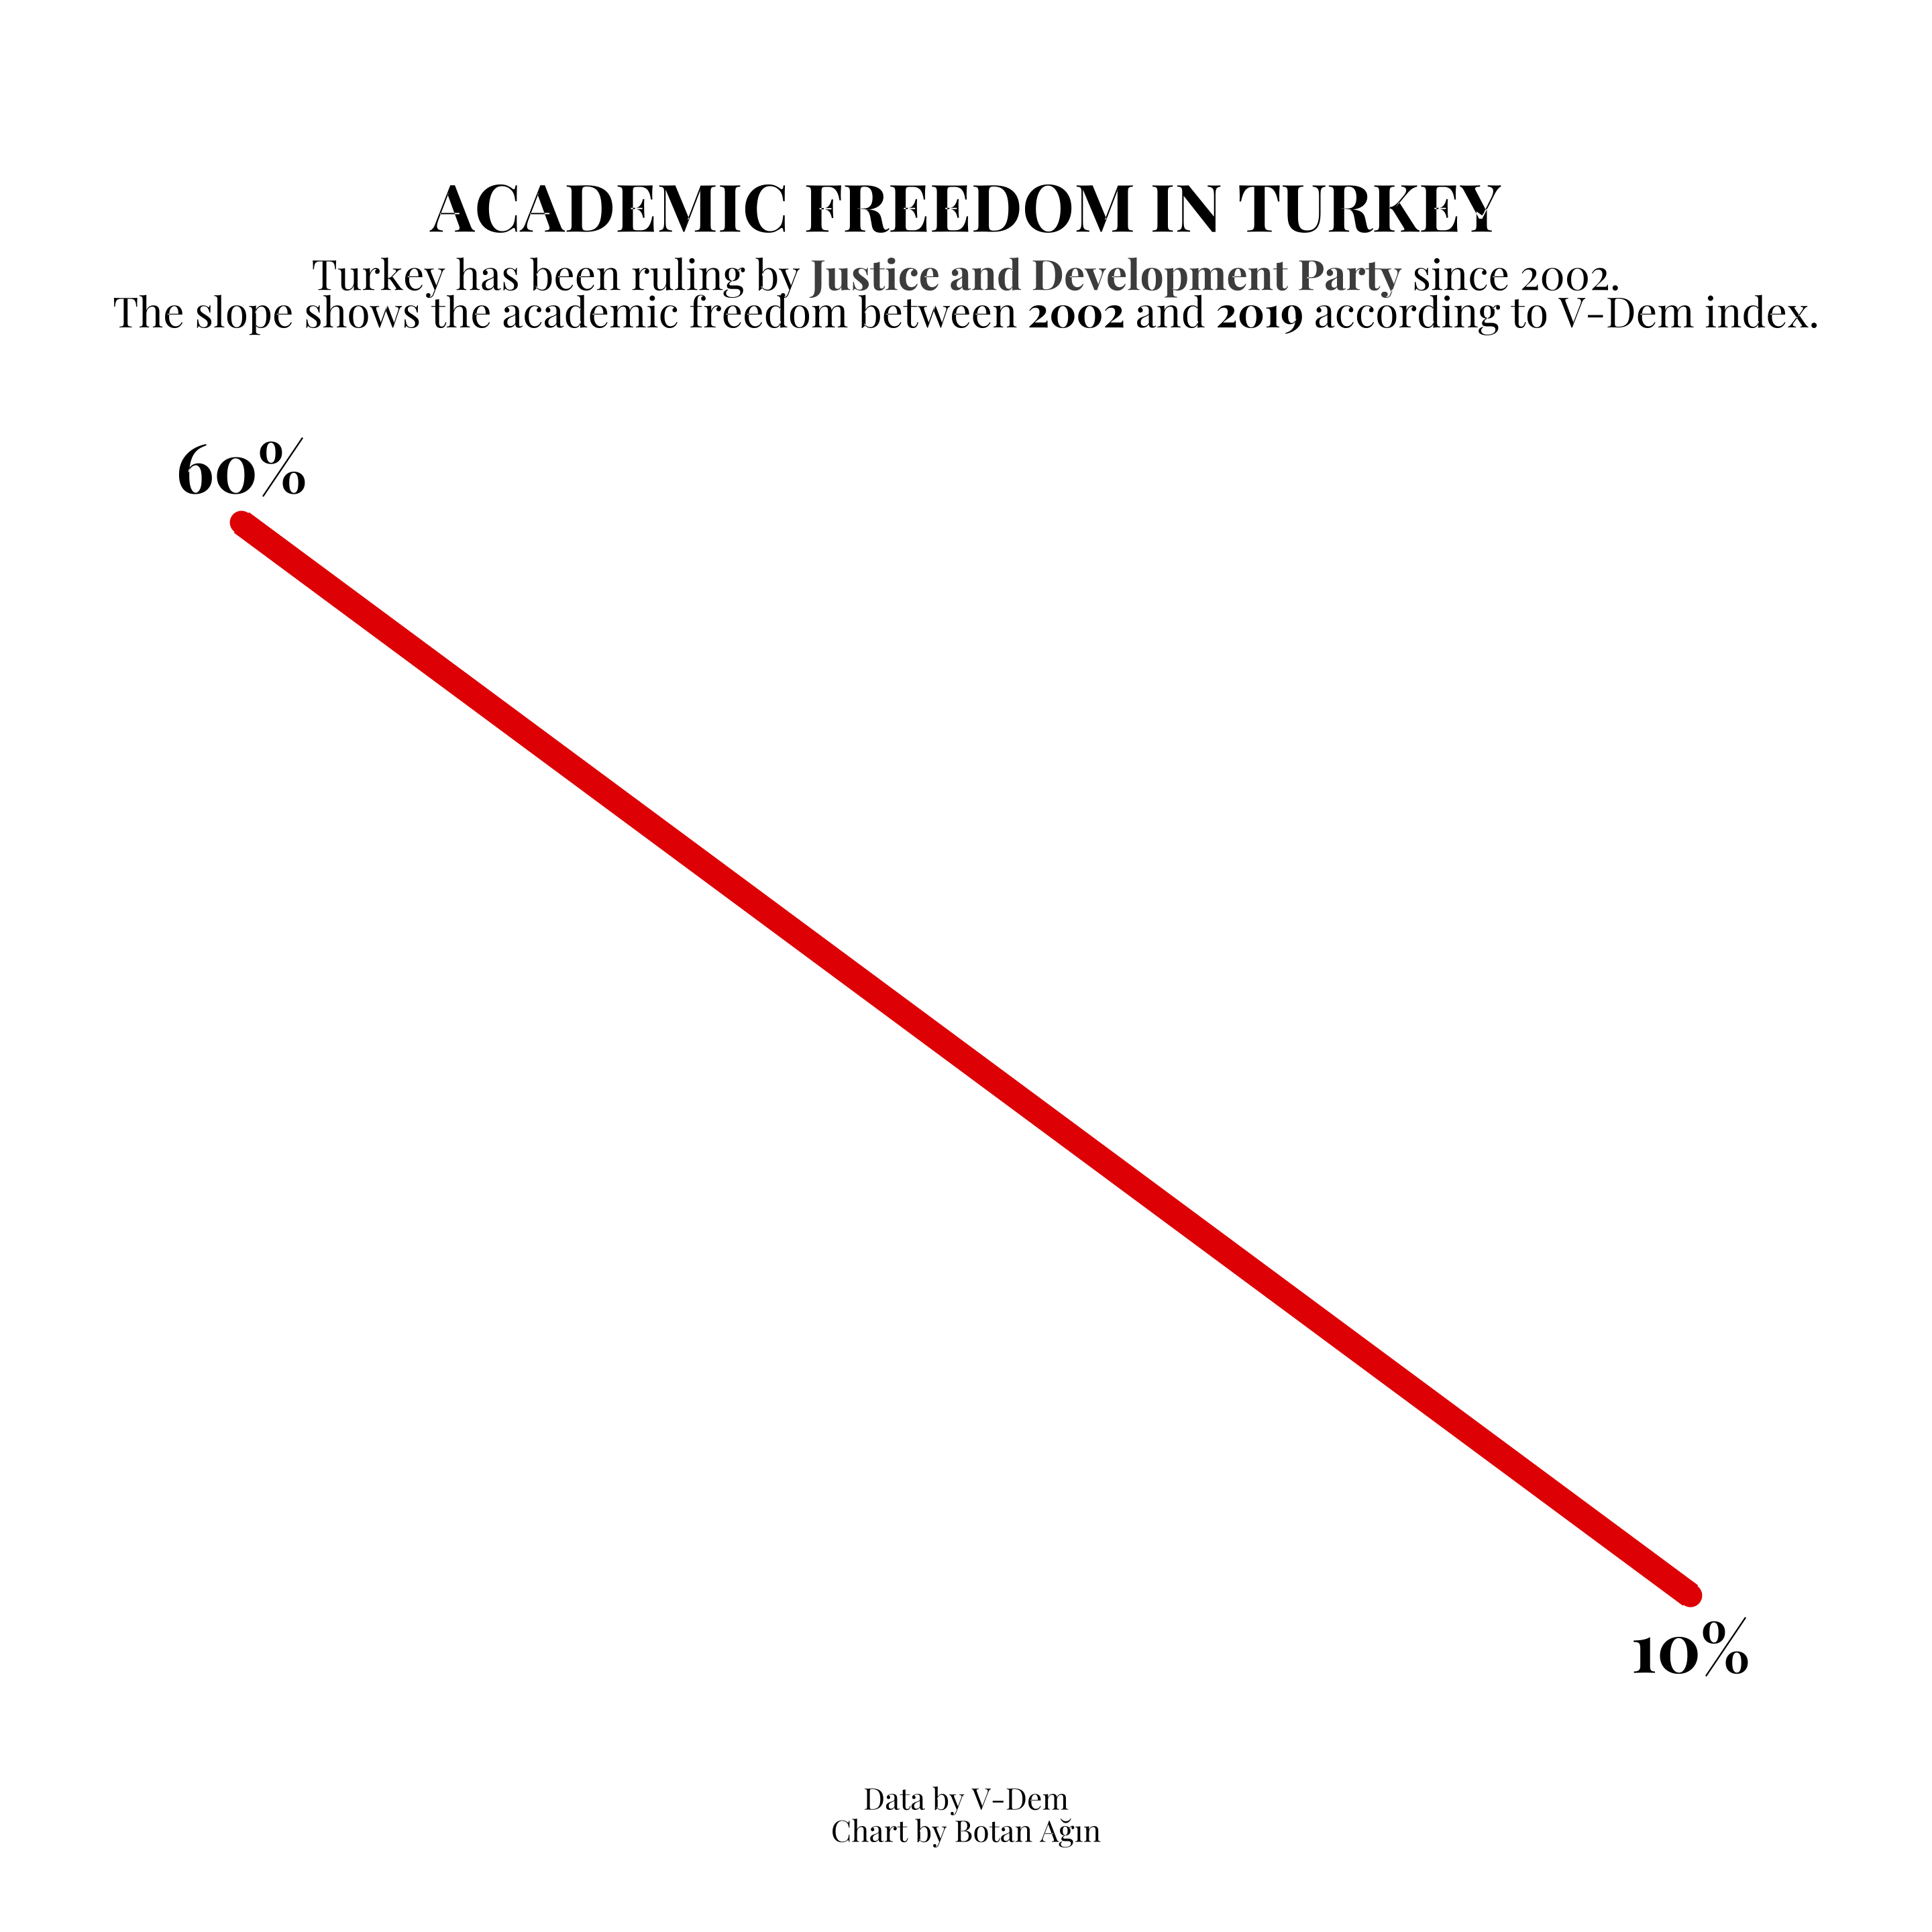 ACADEMIC FREEDOM IN TURKEY
Turkey has been ruling by Justice and Development Party since 2002.
The slope shows the academic freedom between 2002 and 2019 according to V-Dem index.
60%
10%
Data by V-Dem
Chart by Botan Ağın